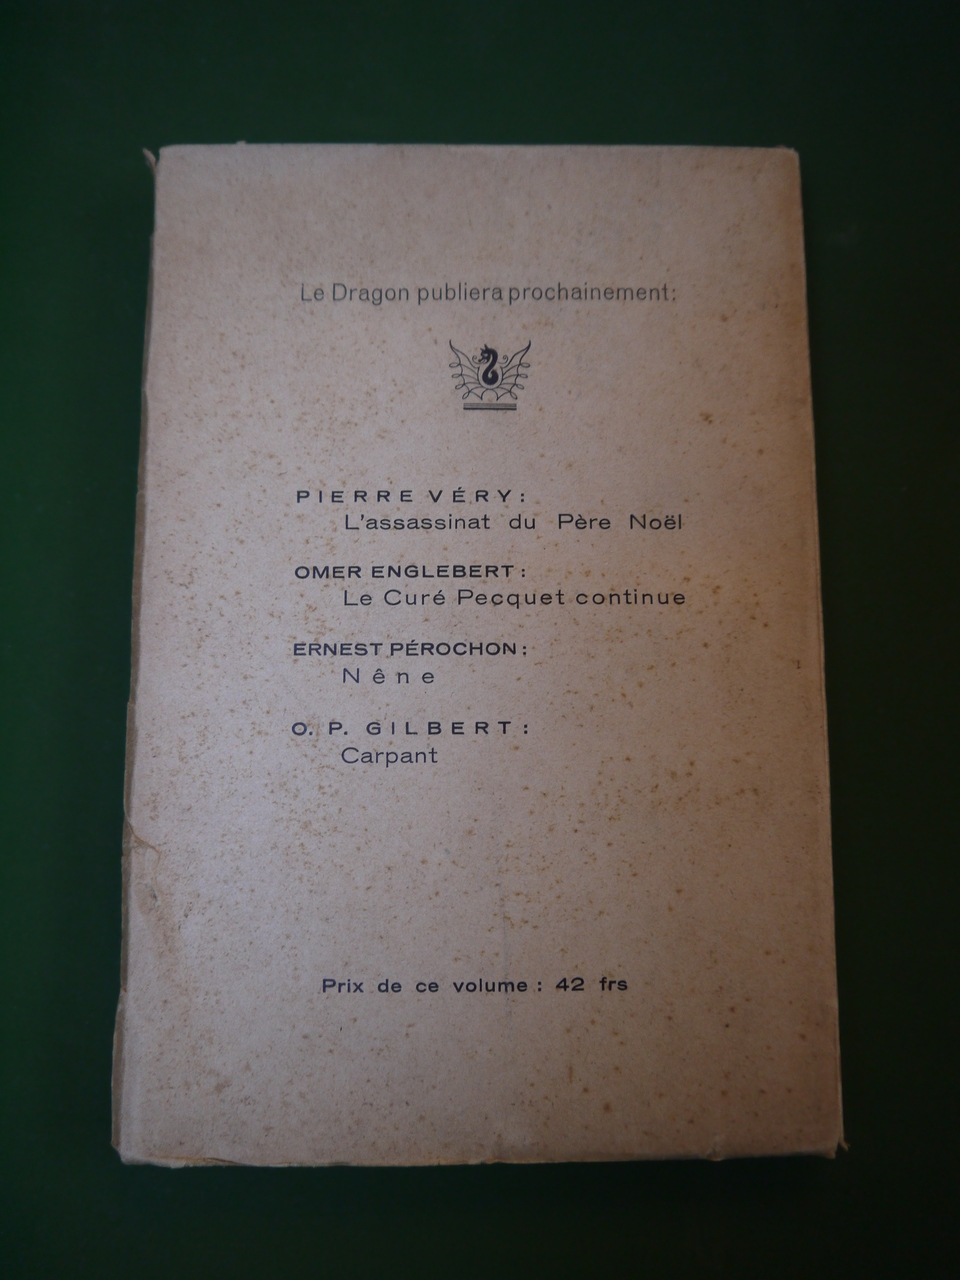 Le Dragon publiera prochainement:
PIERRE VÉRY:
L'assassinat du Père Noël
OMER ENGLEBERT:
Le Curé Pecquet continue
ERNEST PÉROCHON:
Nêne
O. P. GILBERT:
Carpant
Prix de ce volume : 42 frs